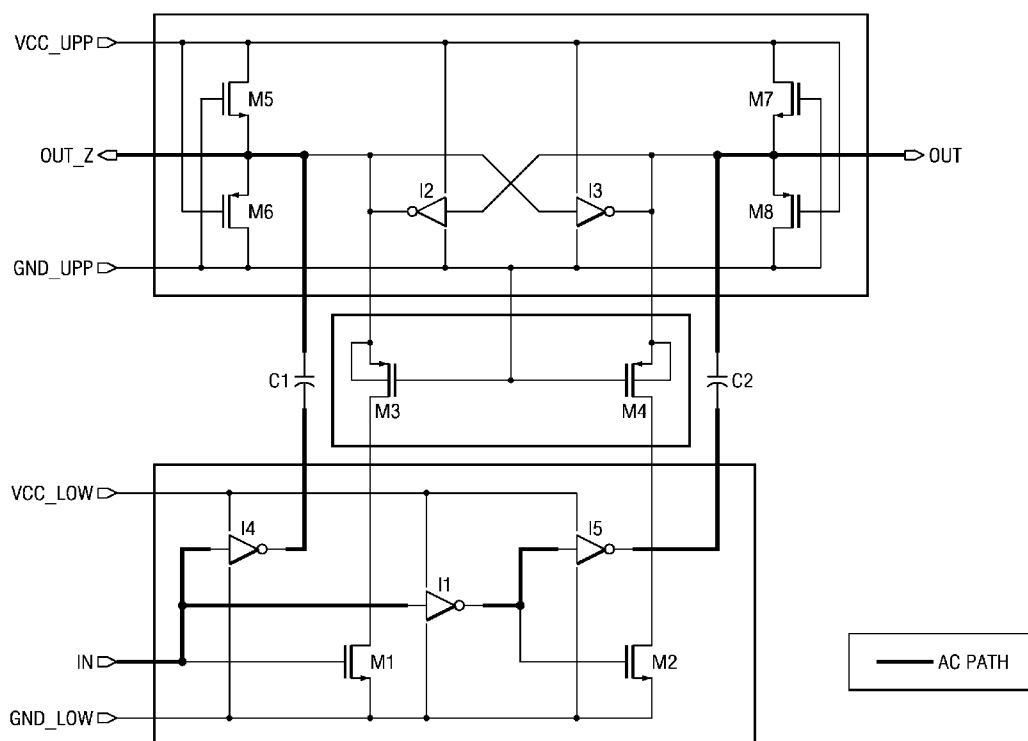 VCC_UPP
M5
M7
OUT_Z
OUT
I2
I3
M6
M8
GND_UPP
C1
C2
M3
M4
VCC_LOW
I4
I5
I1
IN
M1
M2
AC PATH
GND_LOW